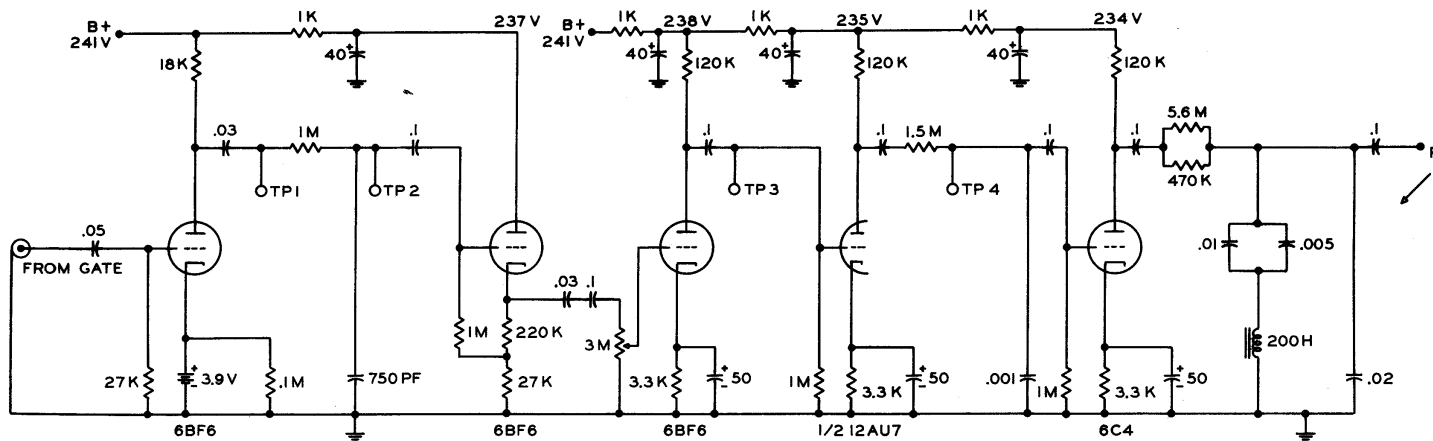 B+
241V
1K
40
+
237V
18K
.03
1M
.1
TP1
TP2
.05
FROM GATE
27K
3.9V
.1M
750PF
1M
220K
27K
.03
.1
3M
6BF6
6BF6
B+
241V
1K
40
+
238V
1K
40
+
235V
1K
40
+
234V
120K
120K
120K
.1
TP3
.1
1.5M
TP4
.1
.1
5.6M
470K
.1
.01
.005
200H
.02
3.3K
+
50
-
1M
3.3K
+
50
-
.001
1M
3.3K
+
50
-
6BF6
1/2 12AU7
6C4